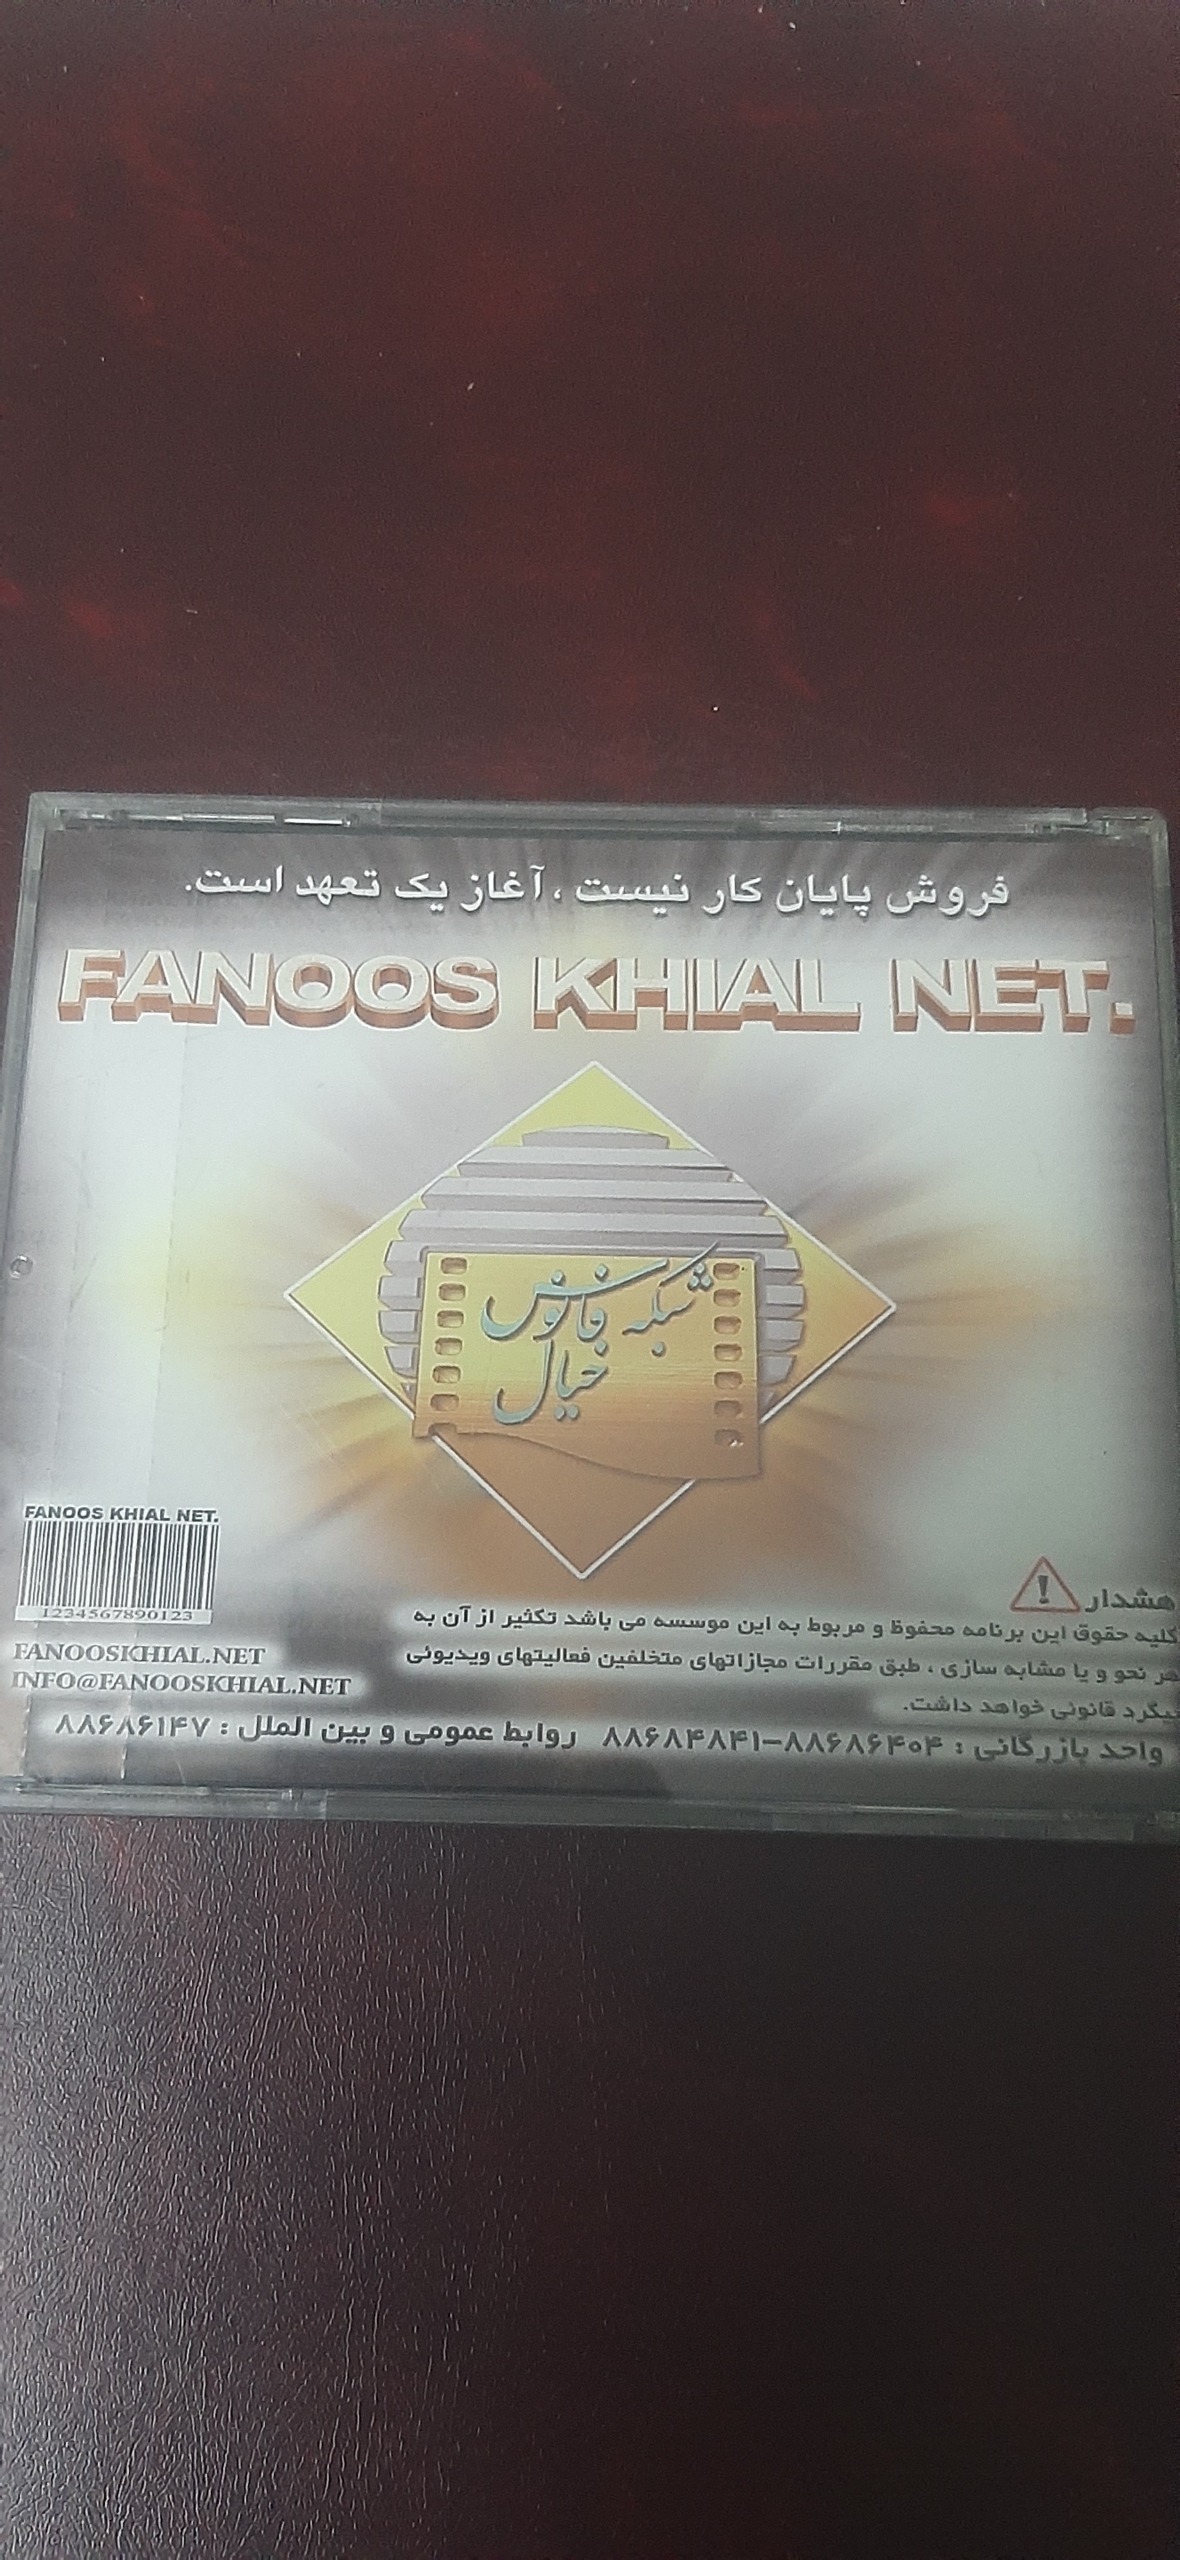 فروش پایان کار نیست ، آغاز یک تعهد است.
FANOOS KHIAL NET.
شبکه فانوس
خیال
FANOOS KHIAL NET.
1234567890123
FANOOSKHIAL.NET
INFO@FANOOSKHIAL.NET
هشدار
کلیه حقوق این برنامه محفوظ و مربوط به این موسسه می باشد تکثیر از آن به
هر نحو و یا مشابه سازی ، طبق مقررات مجازاتهای متخلفین فعالیتهای ویدیوئی
پیگرد قانونی خواهد داشت.
واحد بازرگانی : ۸۸۶۸۴۸۴۱-۸۸۶۸۶۴۰۴ روابط عمومی و بین الملل : ۸۸۶۸۶۱۴۷